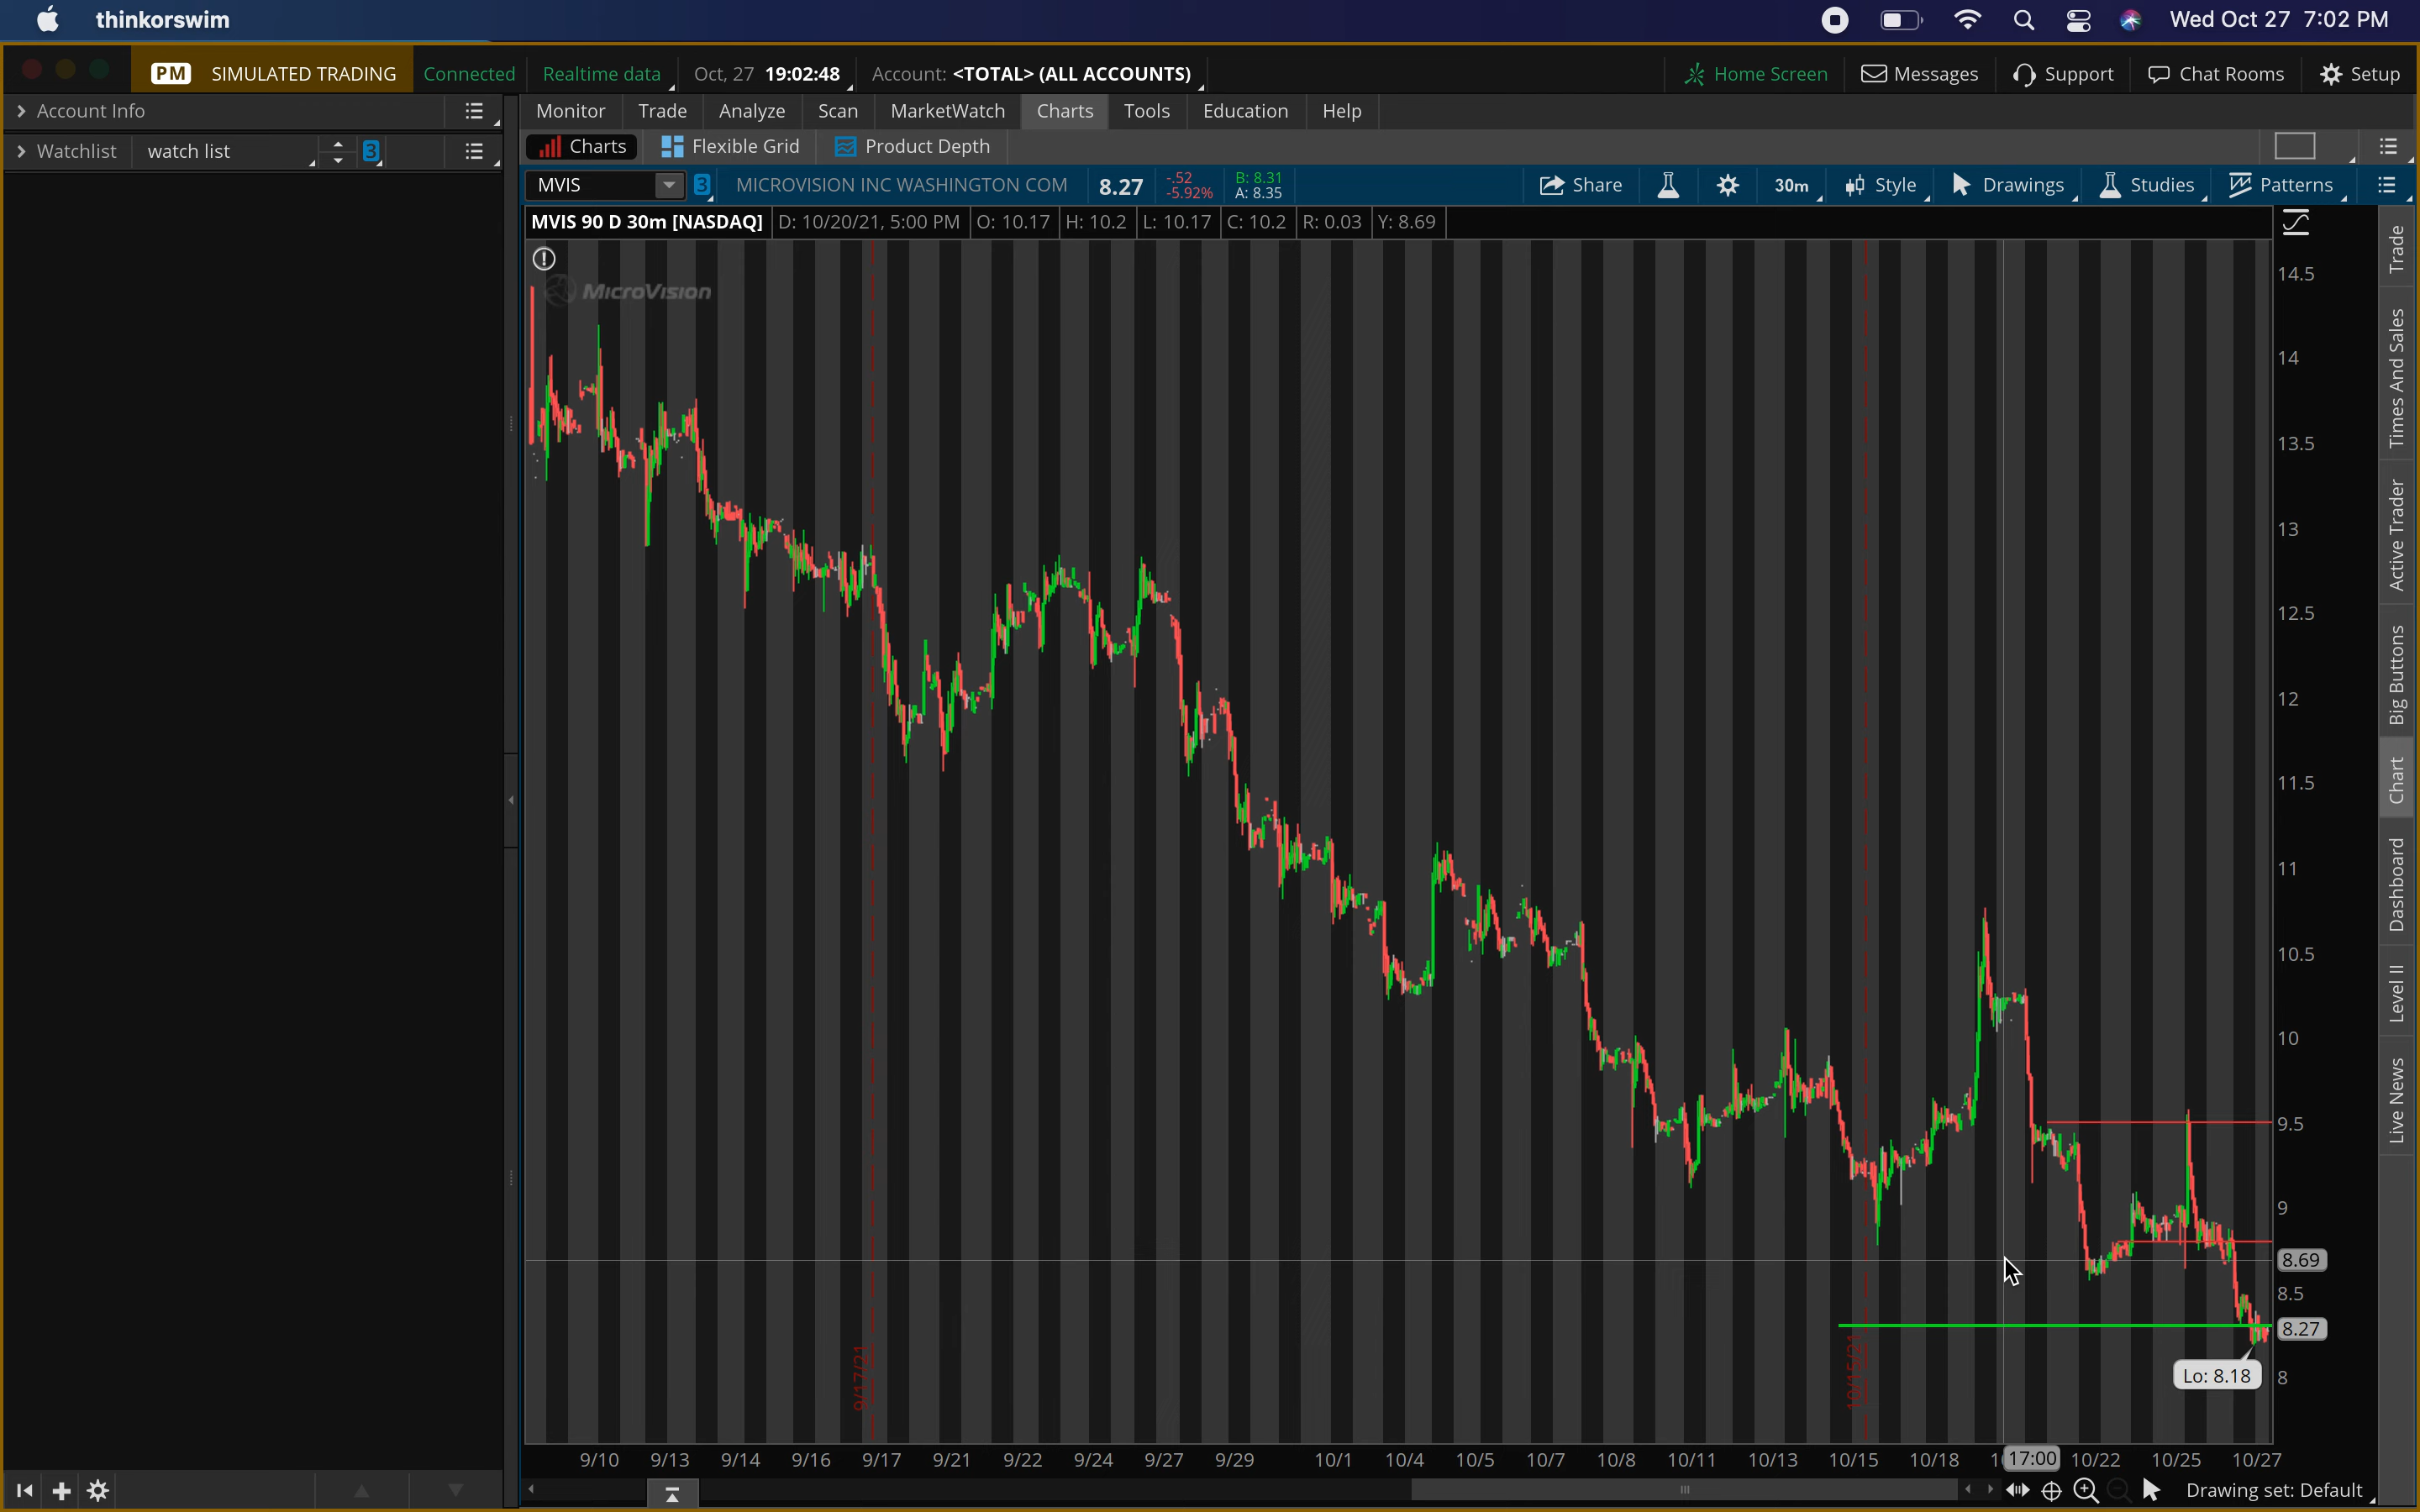 thinkorswim Wed Oct 27 7:02 PM
PM SIMULATED TRADING Connected Realtime data Oct, 27 19:02:48 Account: <TOTAL> (ALL ACCOUNTS) Home Screen Messages Support Chat Rooms Setup
Account Info Monitor Trade Analyze Scan MarketWatch Charts Tools Education Help
Watchlist watch list 3 Charts Flexible Grid Product Depth
MVIS 3 MICROVISION INC WASHINGTON COM 8.27 -.52 B: 8.31 Share 30m Style Drawings Studies Patterns
-5.92% A: 8.35
MVIS 90 D 30m [NASDAQ] D: 10/20/21, 5:00 PM O: 10.17 H: 10.2 L: 10.17 C: 10.2 R: 0.03 Y: 8.69
MICROVISION
14.5
14
13.5
13
12.5
12
11.5
11
10.5
10
9.5
9
8.69
8.5
8.27
Lo: 8.18
8
9/17/21
10/15/21
Trade
Times And Sales
Active Trader
Big Buttons
Chart
Dashboard
Level II
Live News
9/10 9/13 9/14 9/16 9/17 9/21 9/22 9/24 9/27 9/29 10/1 10/4 10/5 10/7 10/8 10/11 10/13 10/15 10/18 17:00 10/22 10/25 10/27
Drawing set: Default